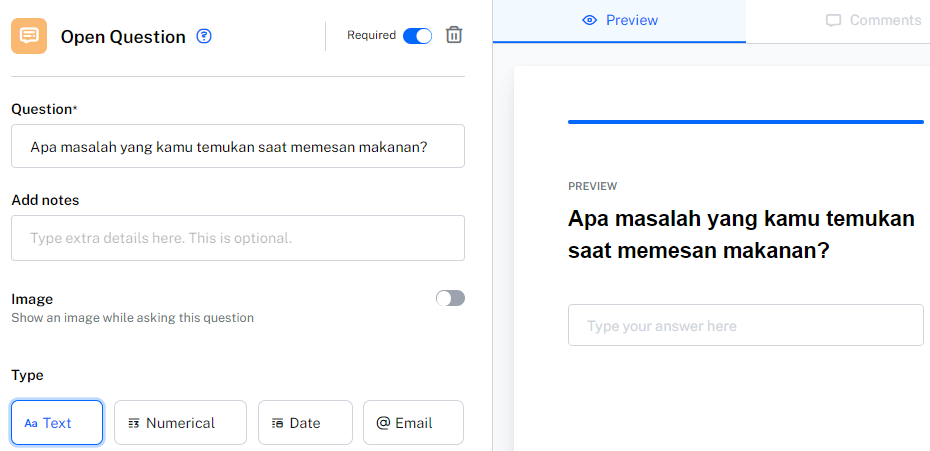 Open Question
Required
Question*
Apa masalah yang kamu temukan saat memesan makanan?
Add notes
Type extra details here. This is optional.
Image
Show an image while asking this question
Type
Aa Text
Numerical
Date
@ Email
Preview
Comments
PREVIEW
Apa masalah yang kamu temukan
saat memesan makanan?
Type your answer here